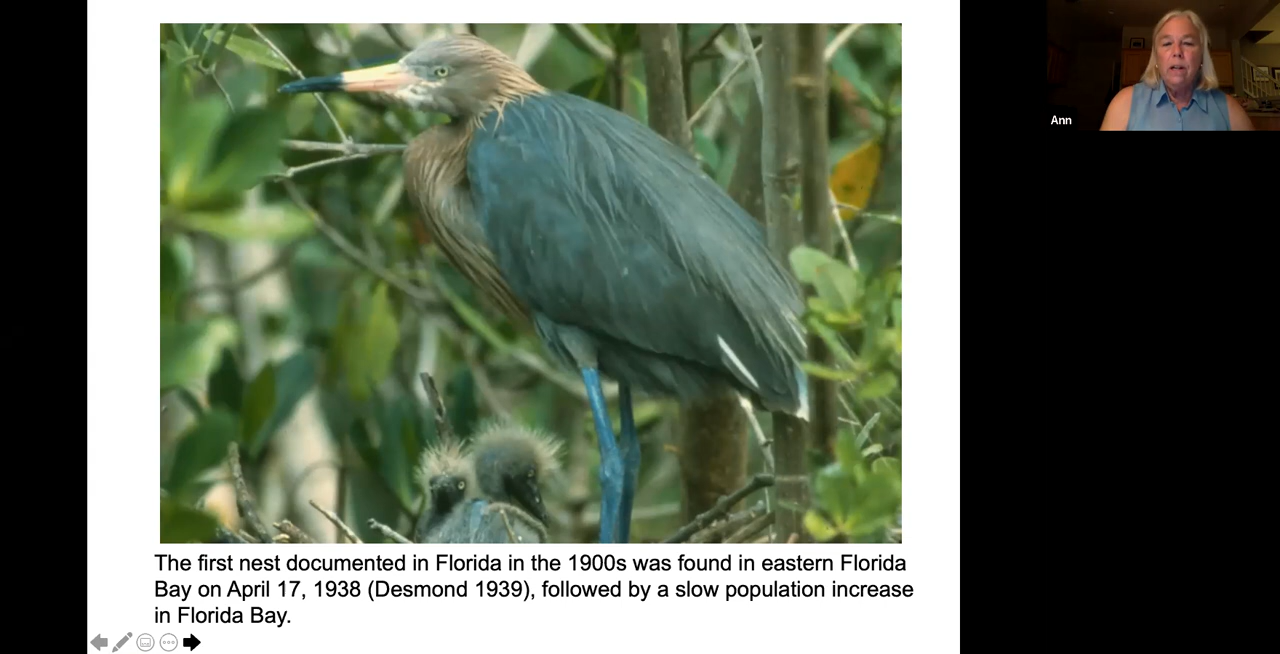 Ann
The first nest documented in Florida in the 1900s was found in eastern Florida
Bay on April 17, 1938 (Desmond 1939), followed by a slow population increase
in Florida Bay.